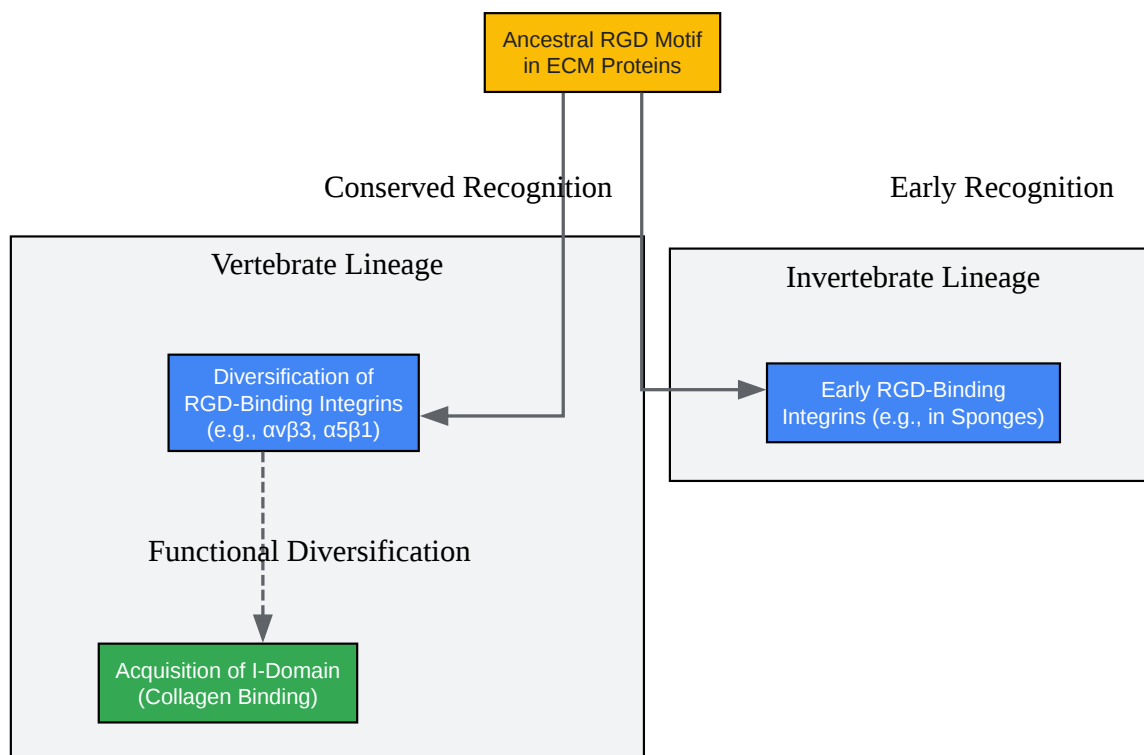 Ancestral RGD Motif
in ECM Proteins
Conserved Recognition
Early Recognition
Vertebrate Lineage
Invertebrate Lineage
Diversification of
RGD-Binding Integrins
(e.g., αvβ3, α5β1)
Early RGD-Binding
Integrins (e.g., in Sponges)
Functional Diversification
Acquisition of I-Domain
(Collagen Binding)